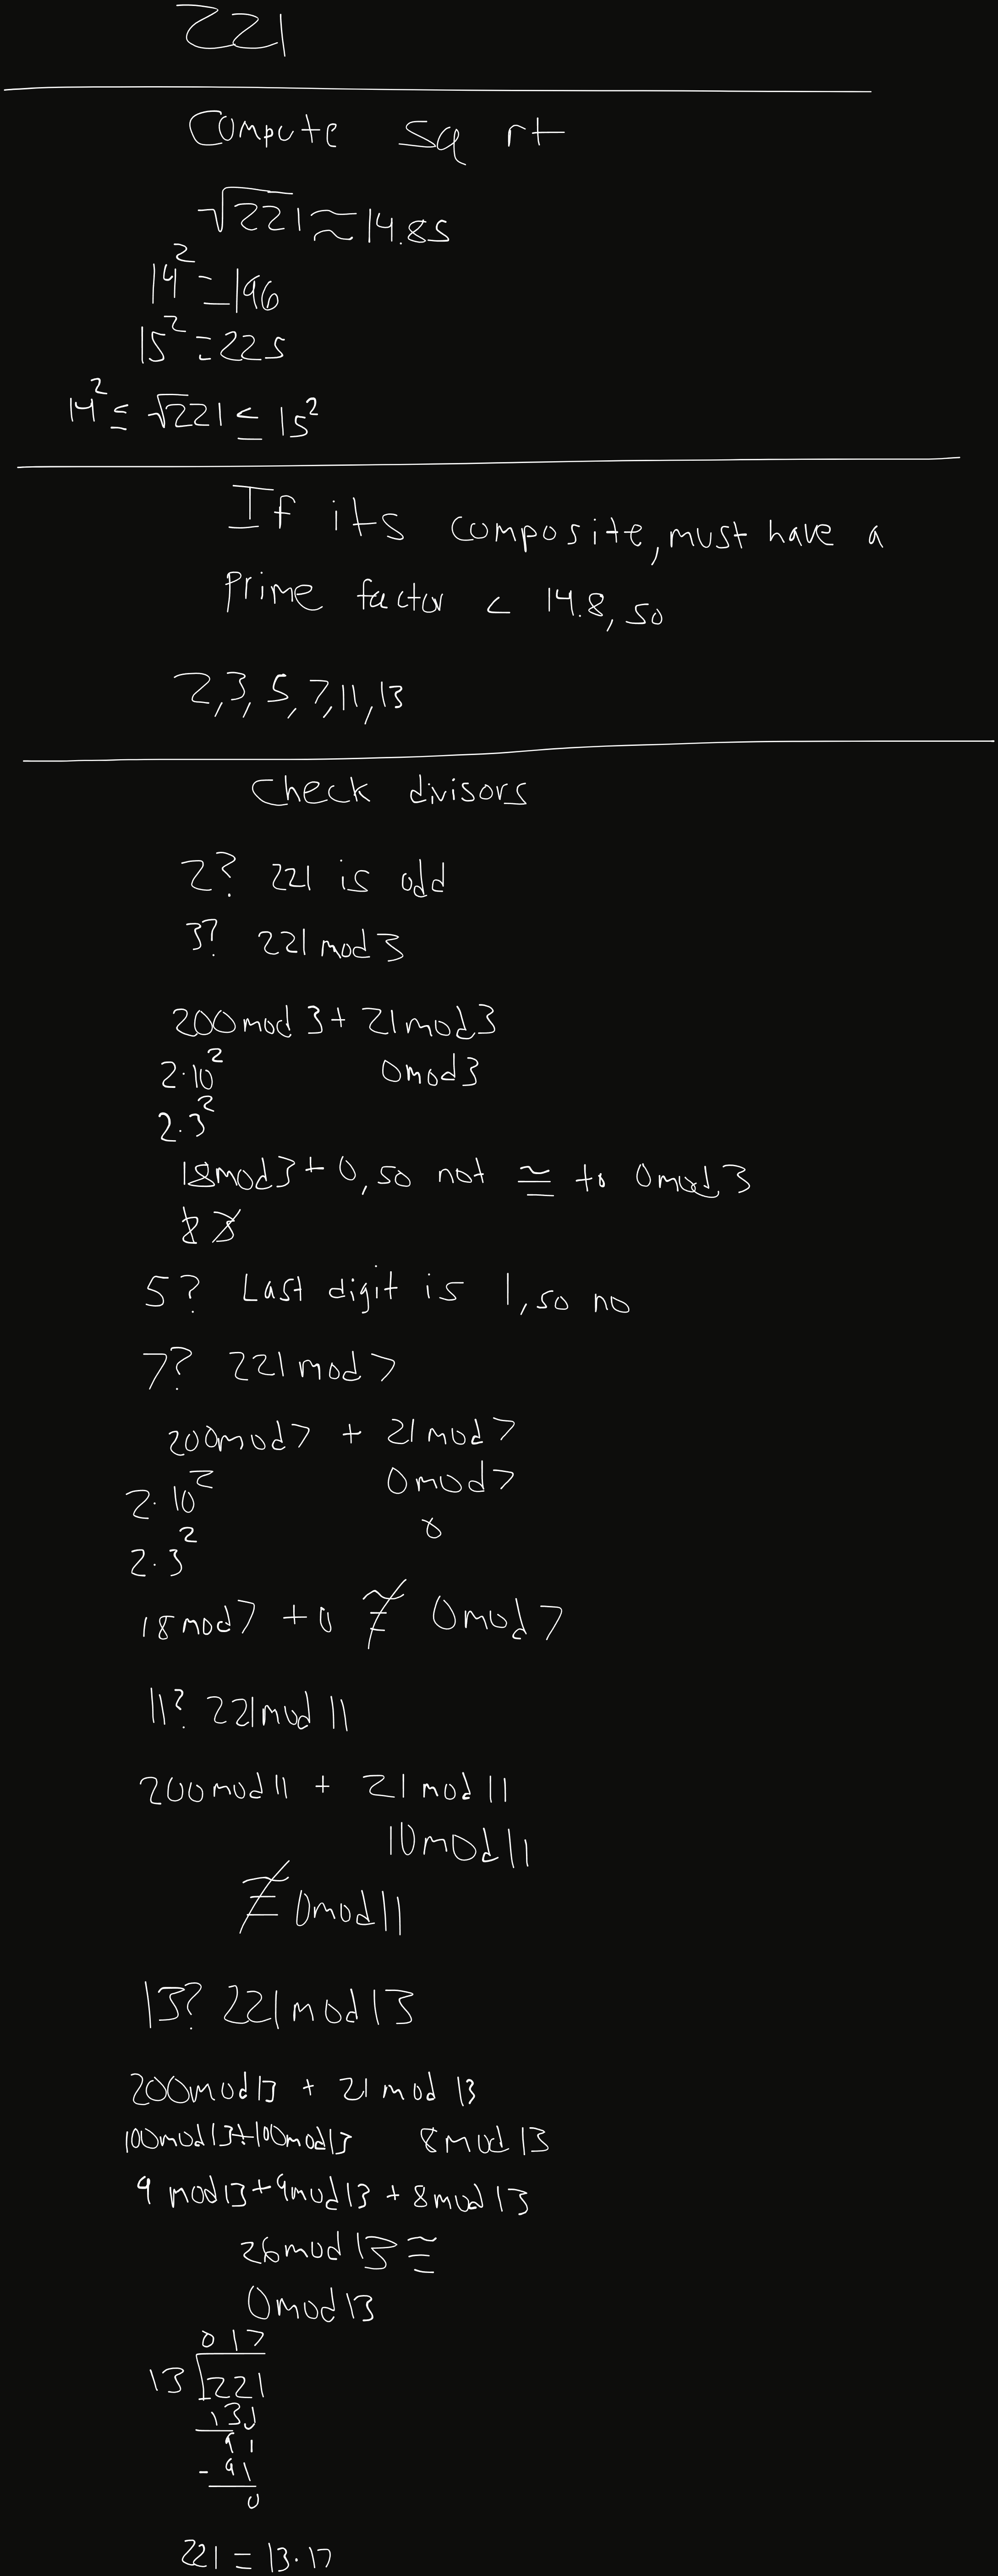 221
Compute sq rt
√221 ≈ 14.85
14² = 196
15² = 225
14² ≤ √221 ≤ 15²
If its composite, must have a
prime factor < 14.8, so
2, 3, 5, 7, 11, 13
Check divisors
2? 221 is odd
3? 221 mod 3
200 mod 3 + 21 mod 3
2·10² 0 mod 3
2·3²
18 mod 3 + 0, so not ≅ to 0 mod 3
5? Last digit is 1, so no
7? 221 mod 7
200 mod 7 + 21 mod 7
2·10² 0 mod 7
0
2·3²
18 mod 7 + 0 ≇ 0 mod 7
11? 221 mod 11
200 mod 11 + 21 mod 11
10 mod 11
≇ 0 mod 11
13? 221 mod 13
200 mod 13 + 21 mod 13
100 mod 13 + 100 mod 13 8 mod 13
9 mod 13 + 9 mod 13 + 8 mod 13
26 mod 13 ≅
0 mod 13
017
13 221
130
91
- 91
0
221 = 13·17